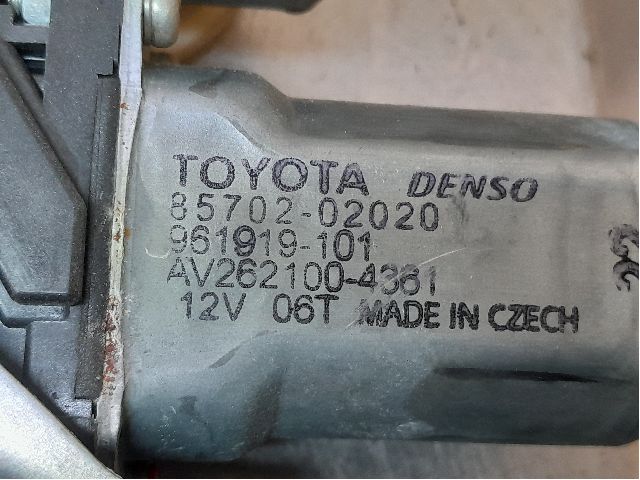 TOYOTA DENSO
85702-02020
961919-101
AV262100-4361
12V 06T MADE IN CZECH